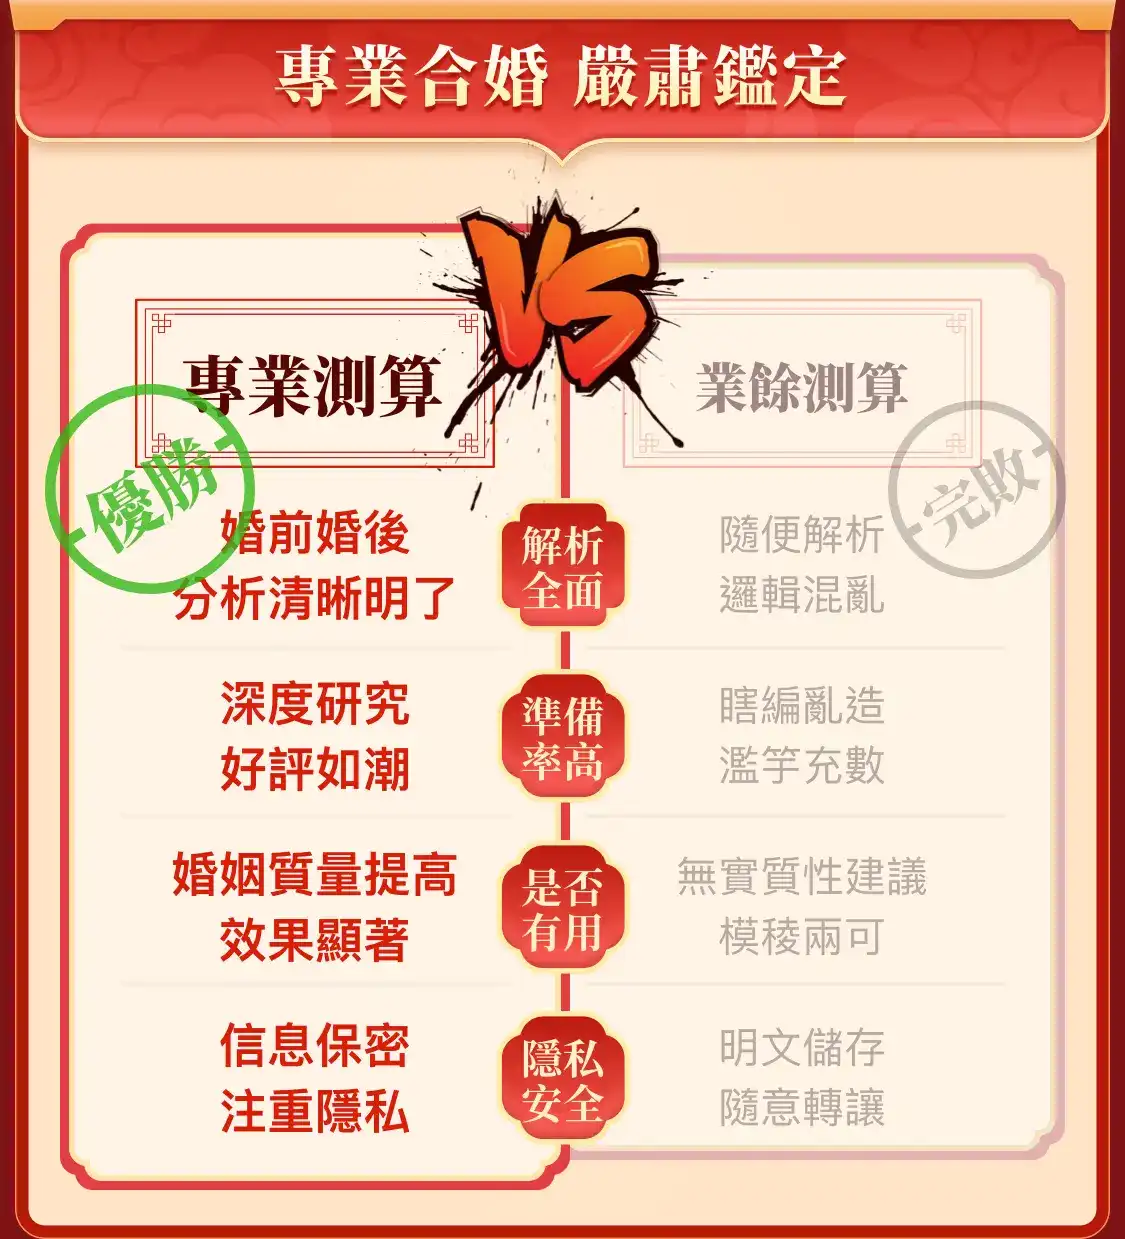 專業合婚 嚴肅鑑定
VS
專業測算
優勝
婚前婚後
分析清晰明了
深度研究
好評如潮
婚姻質量提高
效果顯著
信息保密
注重隱私
解析
全面
準備
率高
是否
有用
隱私
安全
業餘測算
完敗
隨便解析
邏輯混亂
瞎編亂造
濫竽充數
無實質性建議
模稜兩可
明文儲存
隨意轉讓